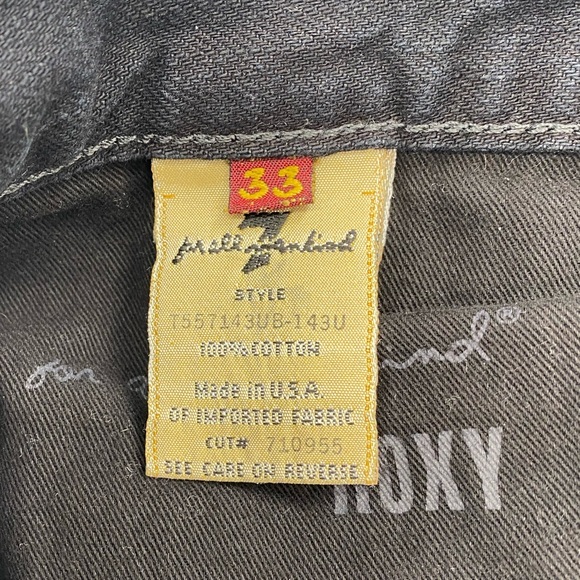 33
7
for all mankind
STYLE
T557143UB-143U
100% COTTON
Made in U.S.A.
OF IMPORTED FABRIC
CUT# 710955
SEE CARE ON REVERSE
for
®
ROXY